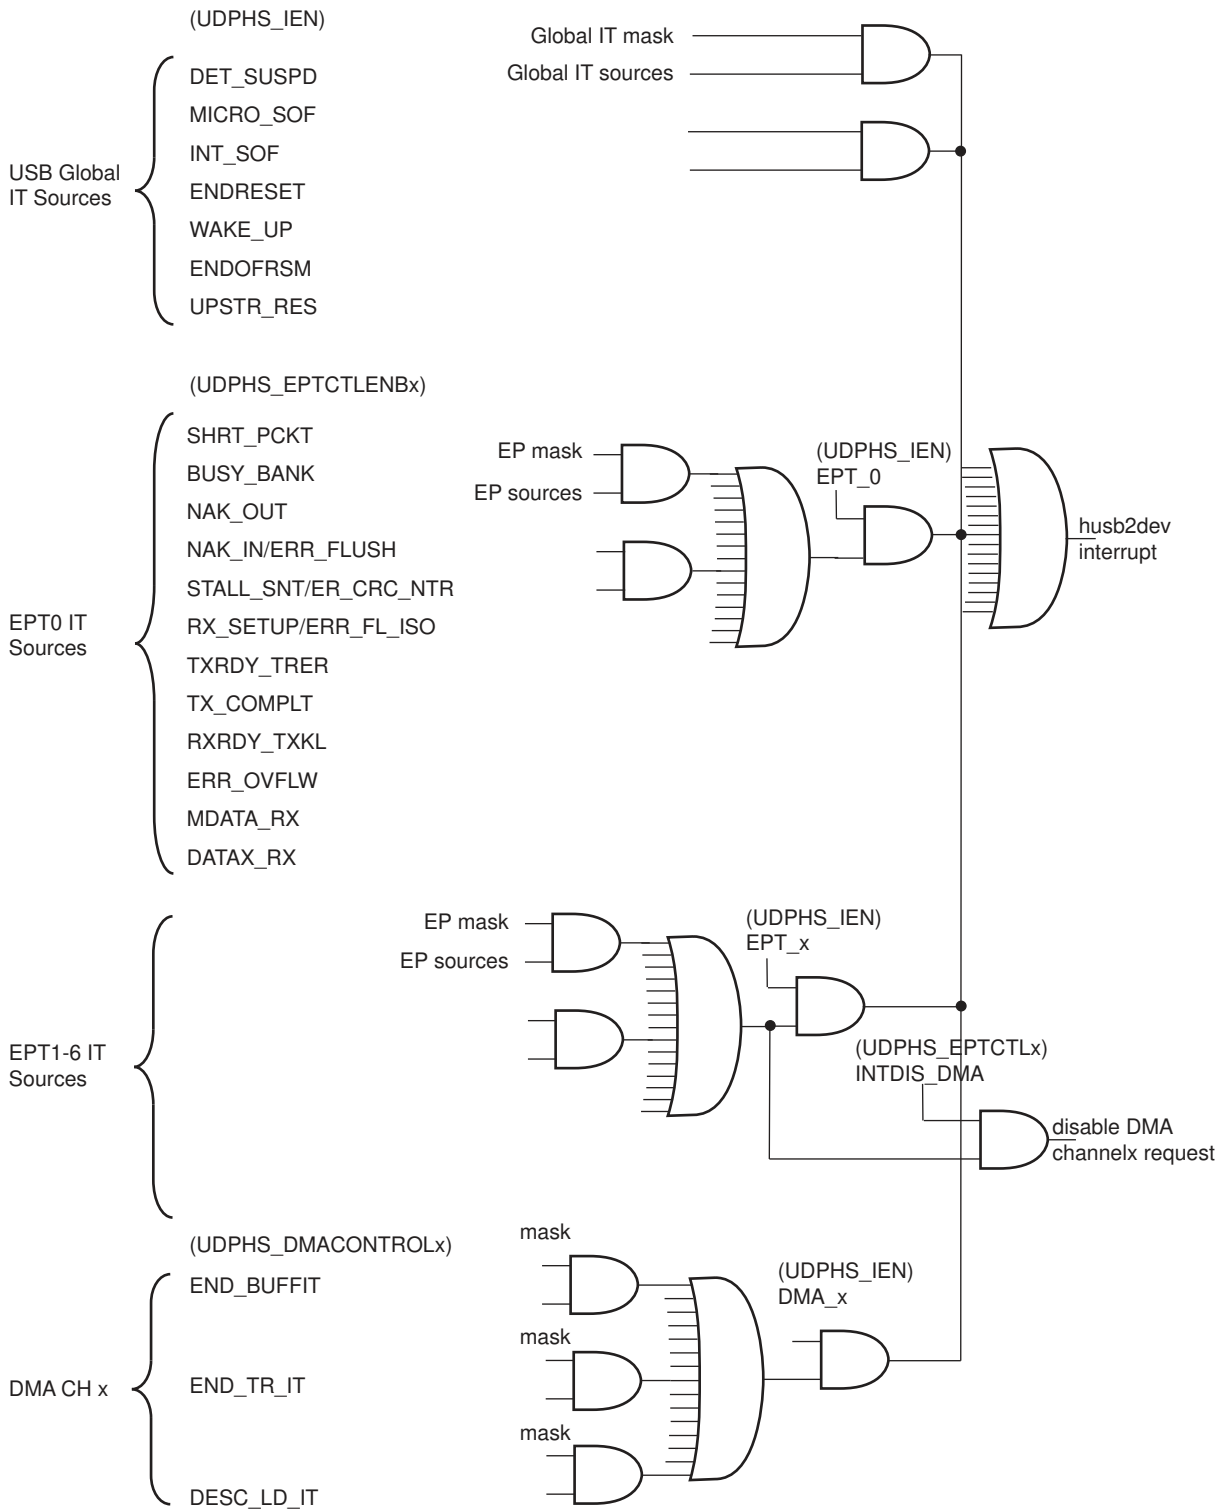 (UDPHS_IEN)
Global IT mask
Global IT sources
DET_SUSPD
MICRO_SOF
INT_SOF
ENDRESET
WAKE_UP
ENDOFRSM
UPSTR_RES
USB Global
IT Sources
(UDPHS_EPTCTLENBx)
SHRT_PCKT
BUSY_BANK
NAK_OUT
NAK_IN/ERR_FLUSH
STALL_SNT/ER_CRC_NTR
RX_SETUP/ERR_FL_ISO
TXRDY_TRER
TX_COMPLT
RXRDY_TXKL
ERR_OVFLW
MDATA_RX
DATAX_RX
EPT0 IT
Sources
EP mask
EP sources
(UDPHS_IEN)
EPT_0
husb2dev
interrupt
EP mask
EP sources
(UDPHS_IEN)
EPT_x
EPT1-6 IT
Sources
(UDPHS_EPTCTLx)
INTDIS_DMA
disable DMA
channelx request
(UDPHS_DMACONTROLx)
mask
END_BUFFIT
(UDPHS_IEN)
DMA_x
mask
DMA CH x
END_TR_IT
mask
DESC_LD_IT